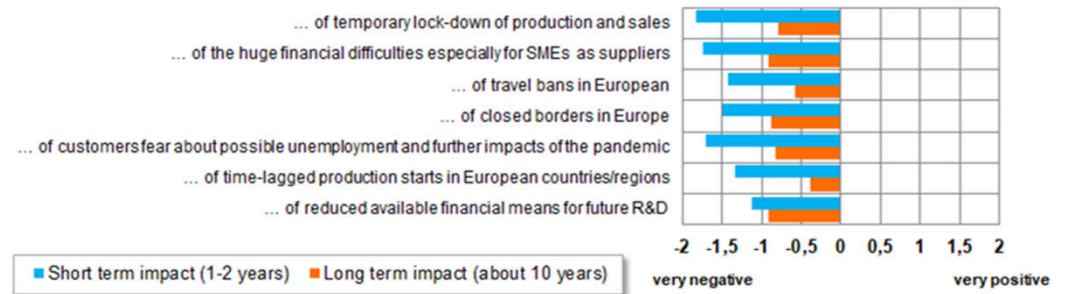 ... of temporary lock-down of production and sales
... of the huge financial difficulties especially for SMEs as suppliers
... of travel bans in European
... of closed borders in Europe
... of customers fear about possible unemployment and further impacts of the pandemic
... of time-lagged production starts in European countries/regions
... of reduced available financial means for future R&D
-2 -1,5 -1 -0,5 0 0,5 1 1,5 2
very negative very positive
Short term impact (1-2 years) Long term impact (about 10 years)